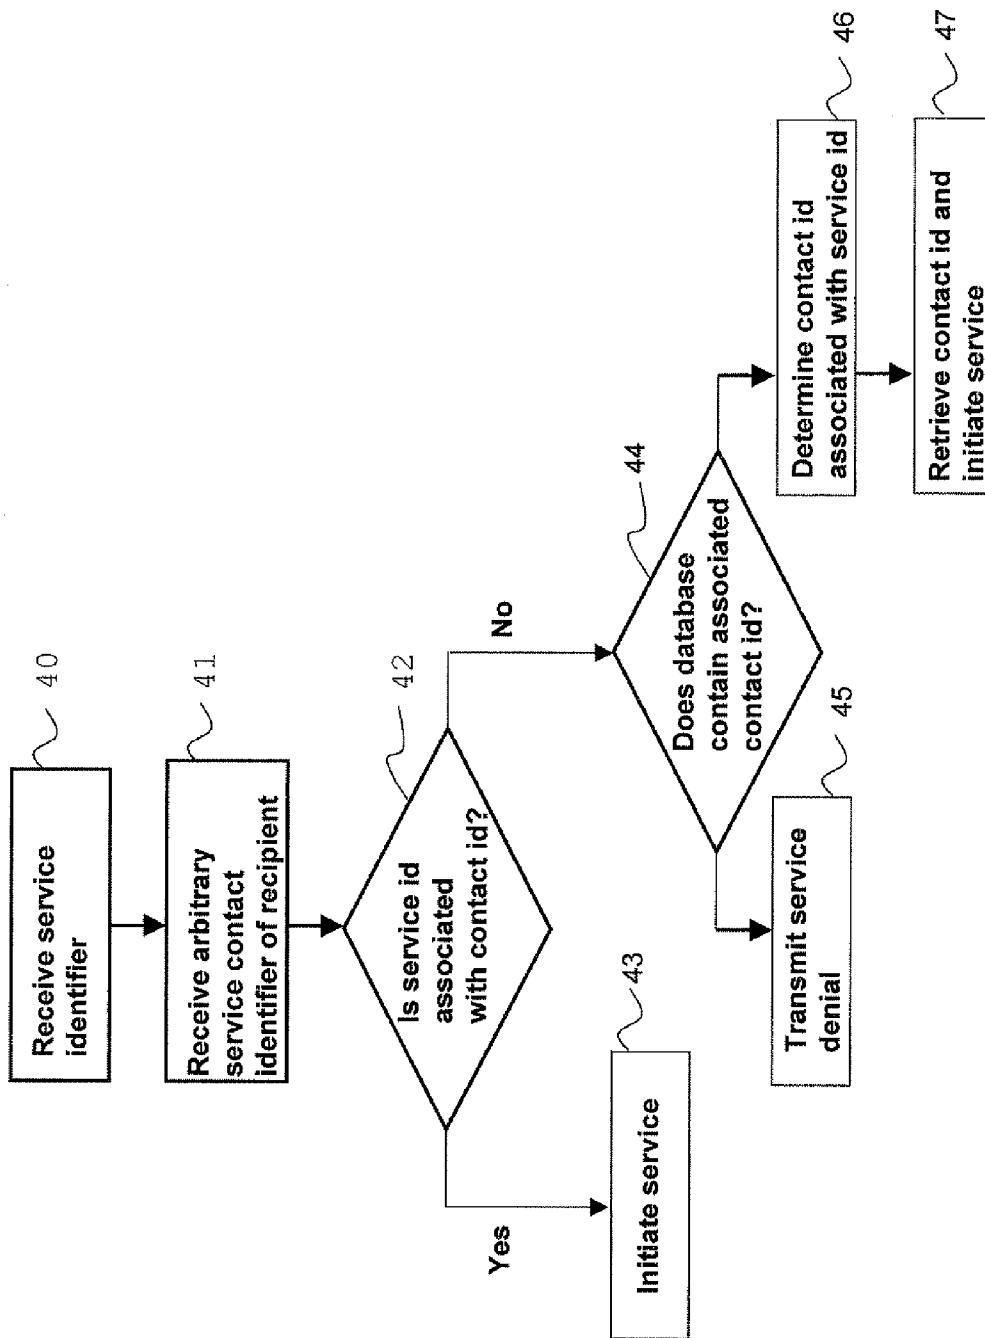 Receive service
identifier
40
Receive arbitrary
service contact
identifier of recipient
41
Is service id
associated
with contact id?
42
Yes
No
Initiate service
43
Does database
contain associated
contact id?
44
Transmit service
denial
45
Determine contact id
associated with service id
46
Retrieve contact id and
initiate service
47